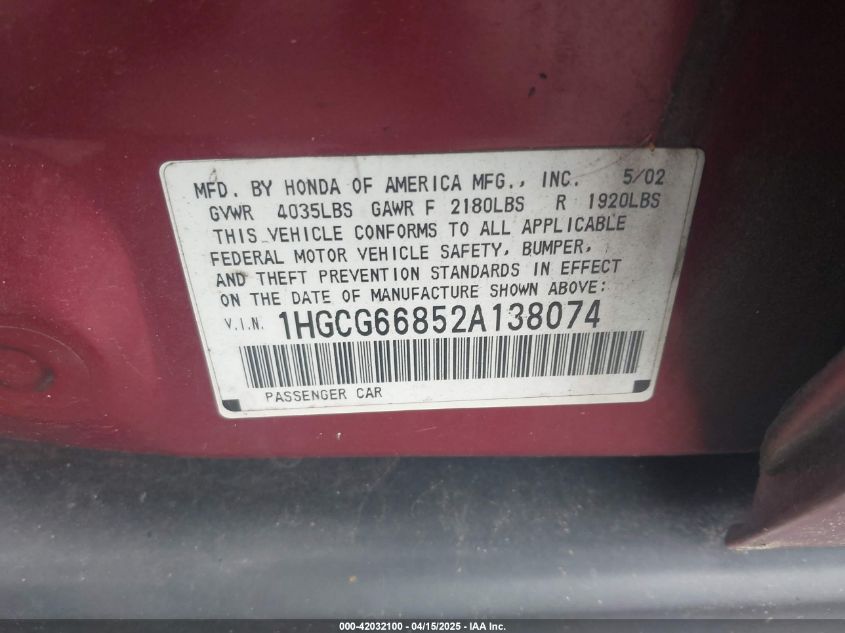 MFD. BY HONDA OF AMERICA MFG., INC. 5/02
GVWR 4035LBS GAWR F 2180LBS R 1920LBS
THIS VEHICLE CONFORMS TO ALL APPLICABLE
FEDERAL MOTOR VEHICLE SAFETY, BUMPER,
AND THEFT PREVENTION STANDARDS IN EFFECT
ON THE DATE OF MANUFACTURE SHOWN ABOVE:
V.I.N. 1HGCG66852A138074
PASSENGER CAR
000-42032100 - 04/15/2025 - IAA Inc.